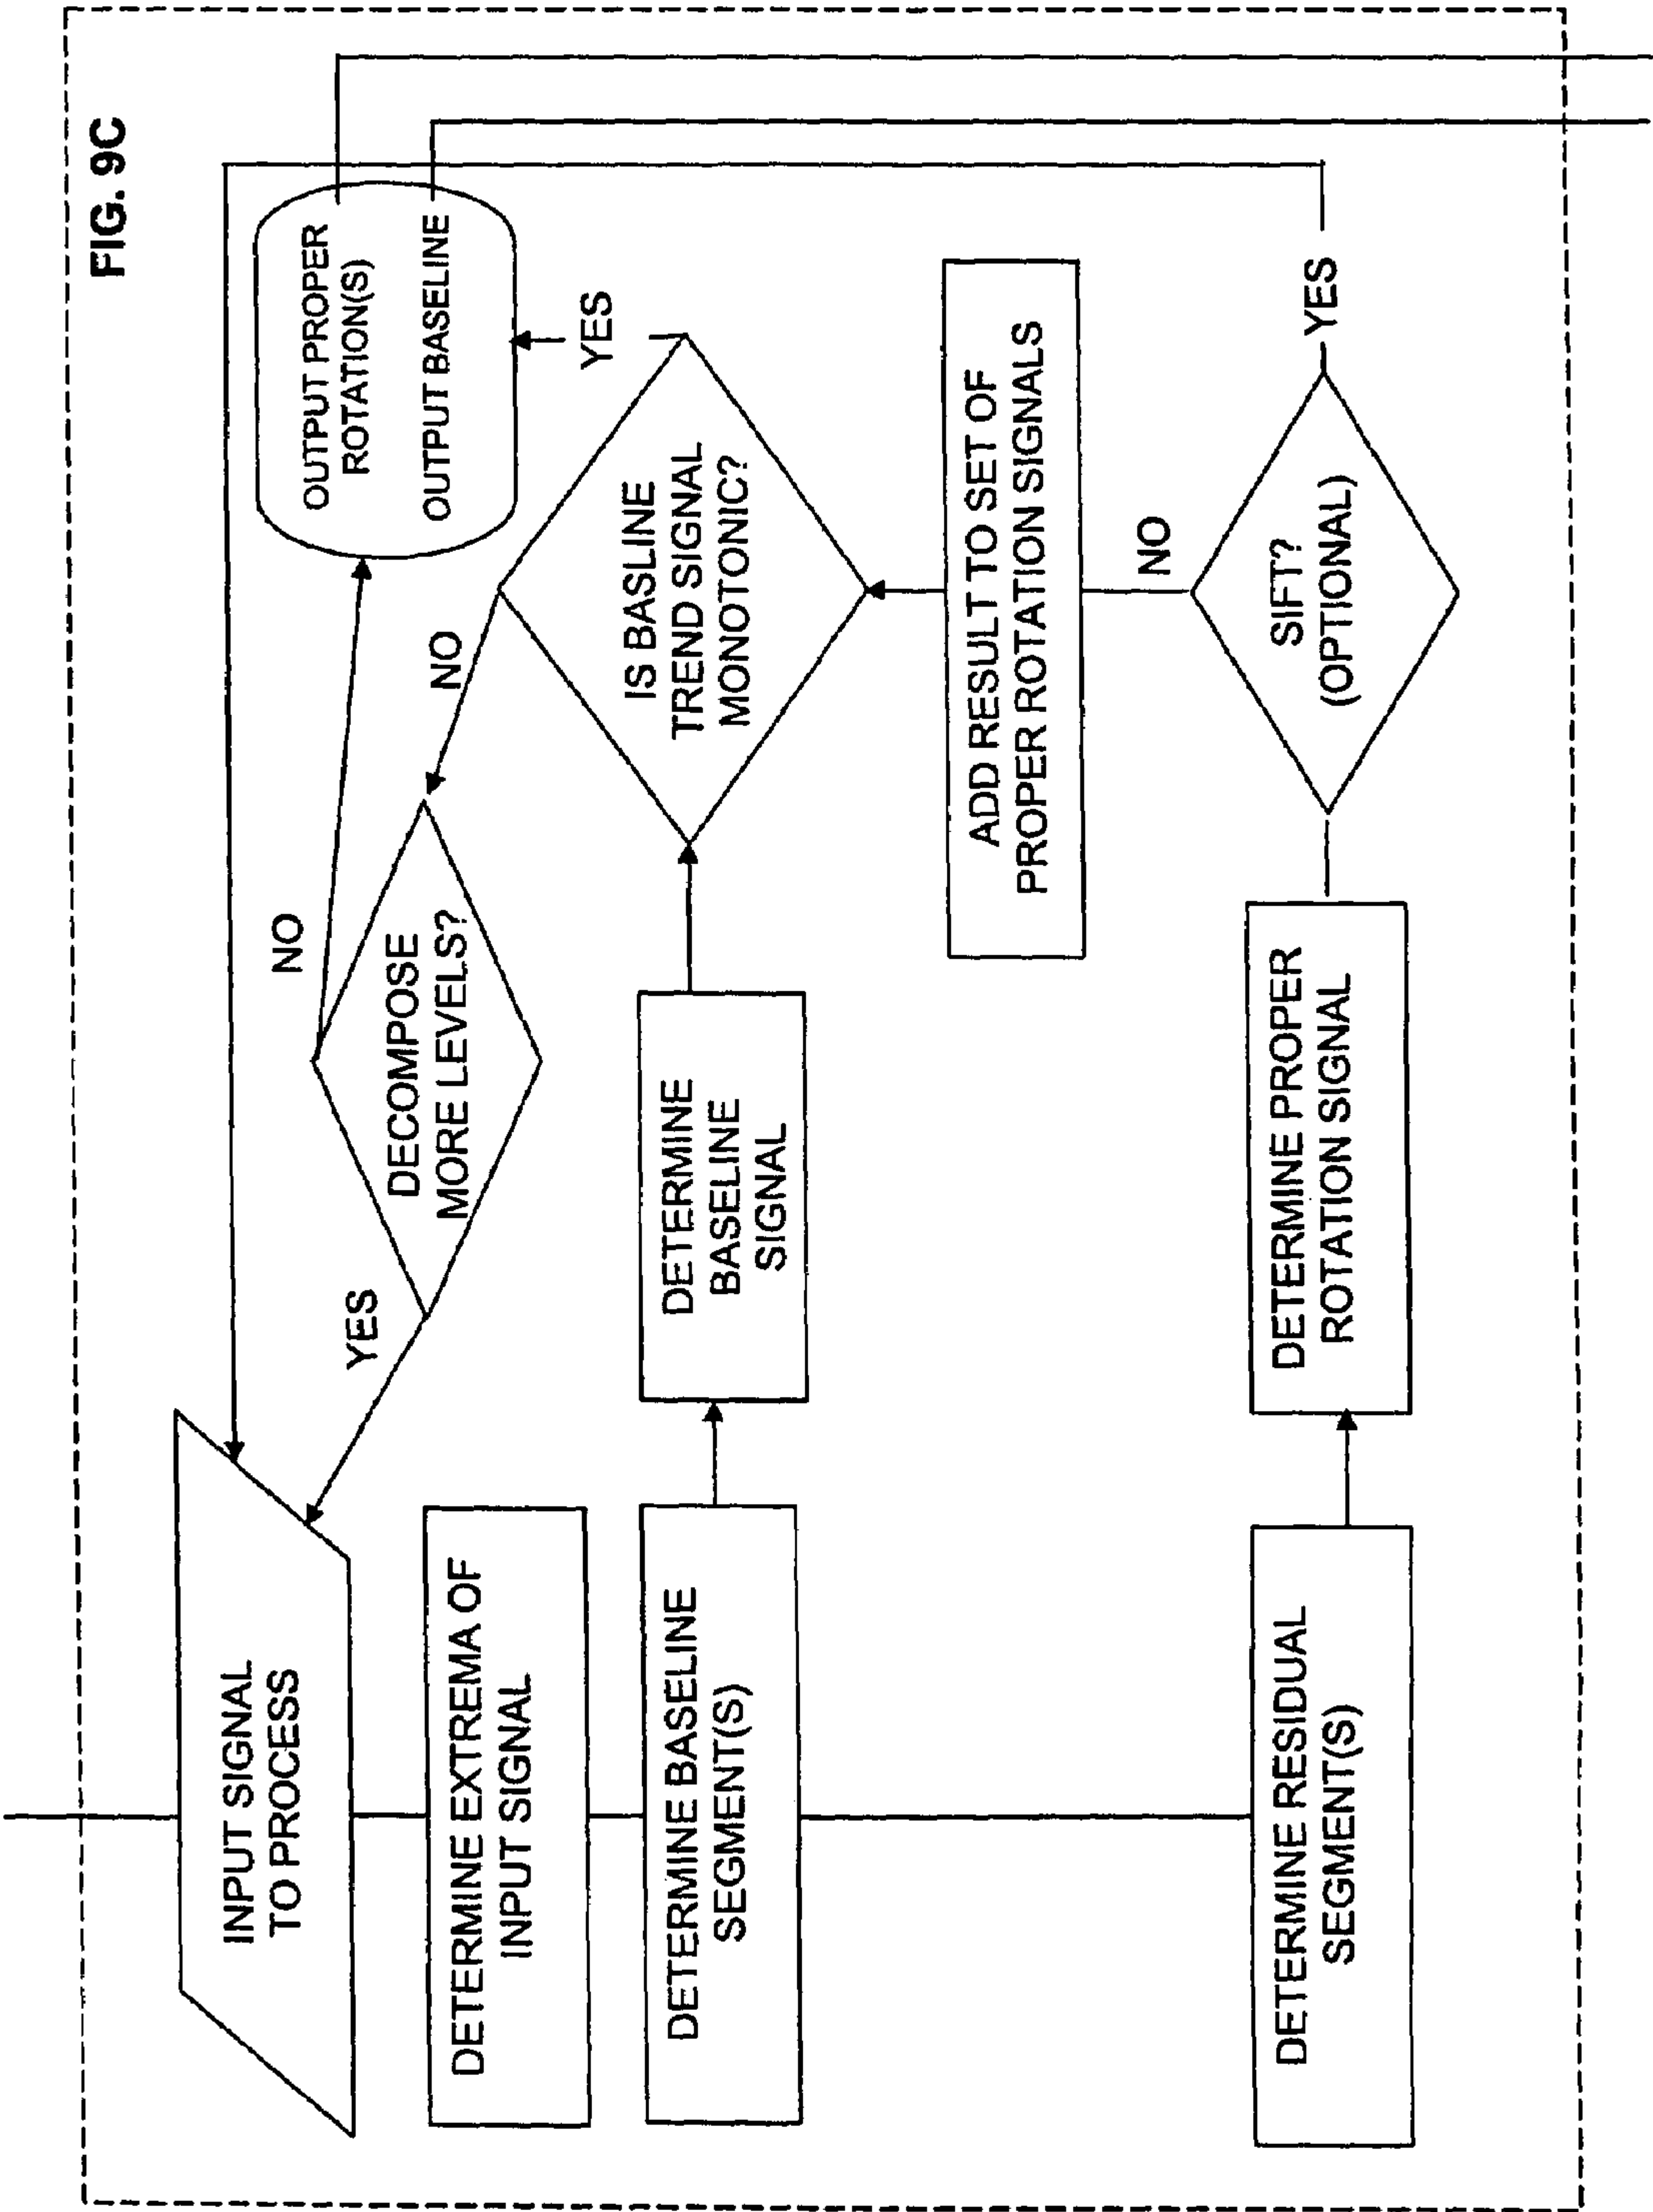 FIG. 9C
INPUT SIGNAL
TO PROCESS
YES
NO
DECOMPOSE
MORE LEVELS?
NO
OUTPUT PROPER
ROTATION(S)
OUTPUT BASELINE
YES
DETERMINE EXTREMA OF
INPUT SIGNAL
DETERMINE BASELINE
SEGMENT(S)
DETERMINE
BASELINE
SIGNAL
IS BASLINE
TREND SIGNAL
MONOTONIC?
ADD RESULT TO SET OF
PROPER ROTATION SIGNALS
NO
DETERMINE RESIDUAL
SEGMENT(S)
DETERMINE PROPER
ROTATION SIGNAL
SIFT?
(OPTIONAL)
YES